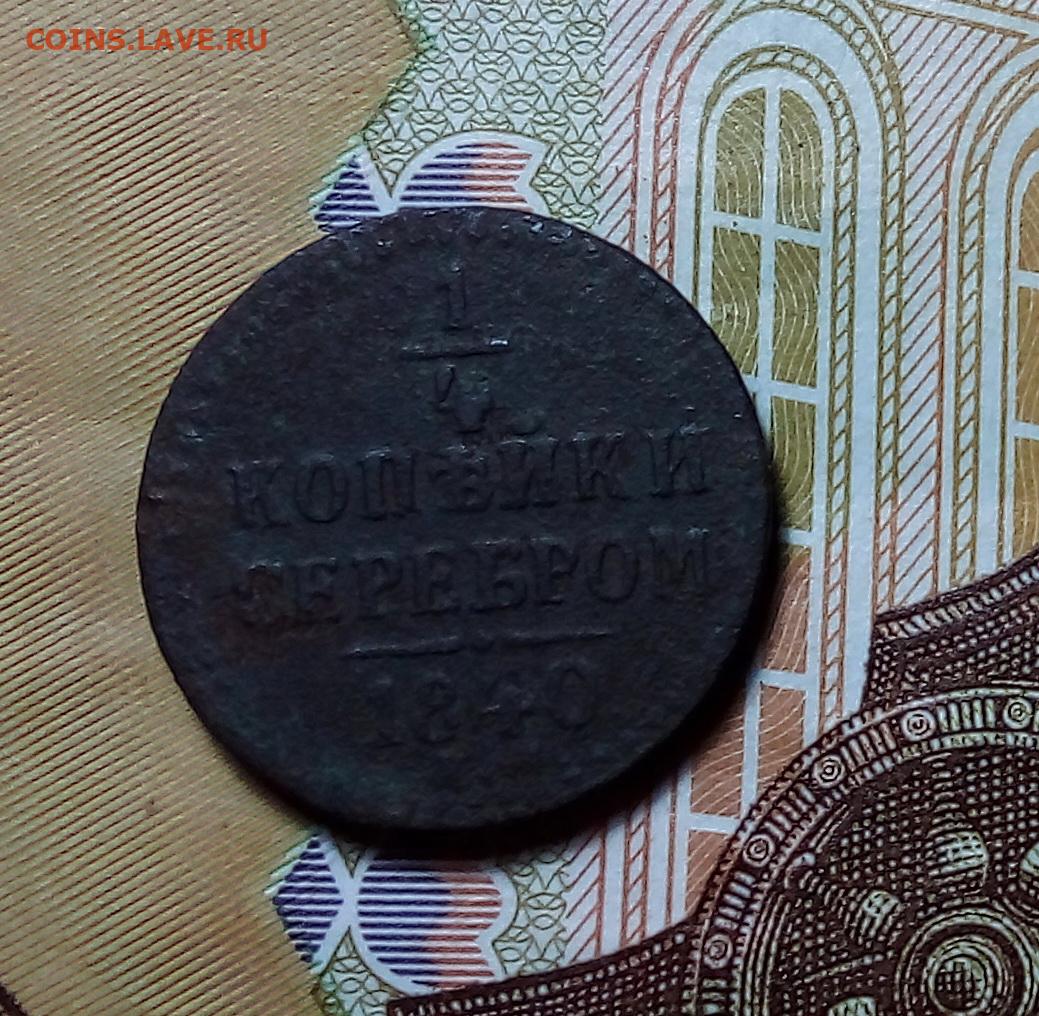 COINS.LAVE.RU
1
4
КОПѢЙКИ
СЕРЕБРОМ
1840